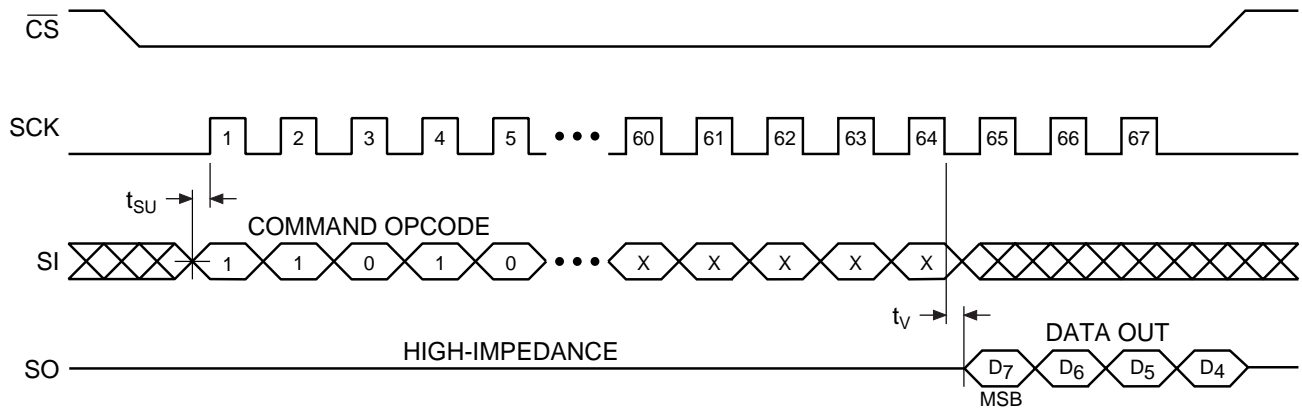 CS
SCK 1 2 3 4 5 ••• 60 61 62 63 64 65 66 67
tSU
COMMAND OPCODE
SI 1 1 0 1 0 ••• X X X X X
tV
HIGH-IMPEDANCE DATA OUT
SO D7 D6 D5 D4
MSB